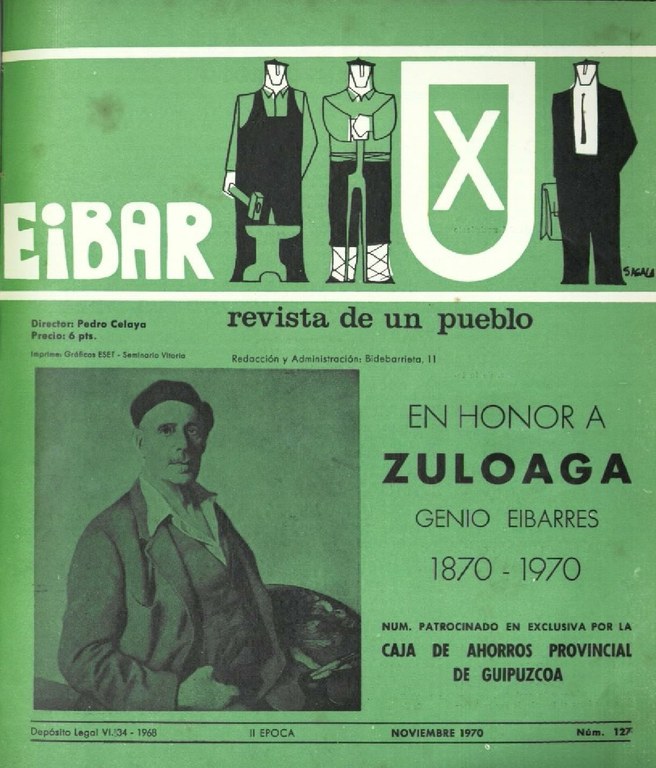 X
EiBAR
SAGALA
revista de un pueblo
Director: Pedro Celaya
Precio: 6 pts.
Imprime: Gráficas ESET - Seminario Vitoria
Redacción y Administración: Bidebarrieta, 11
EN HONOR A
ZULOAGA
GENIO EIBARRES
1870 - 1970
NUM. PATROCINADO EN EXCLUSIVA POR LA
CAJA DE AHORROS PROVINCIAL
DE GUIPUZCOA
Depósito Legal VI. 34 - 1968
II EPOCA
NOVIEMBRE 1970
Núm. 127